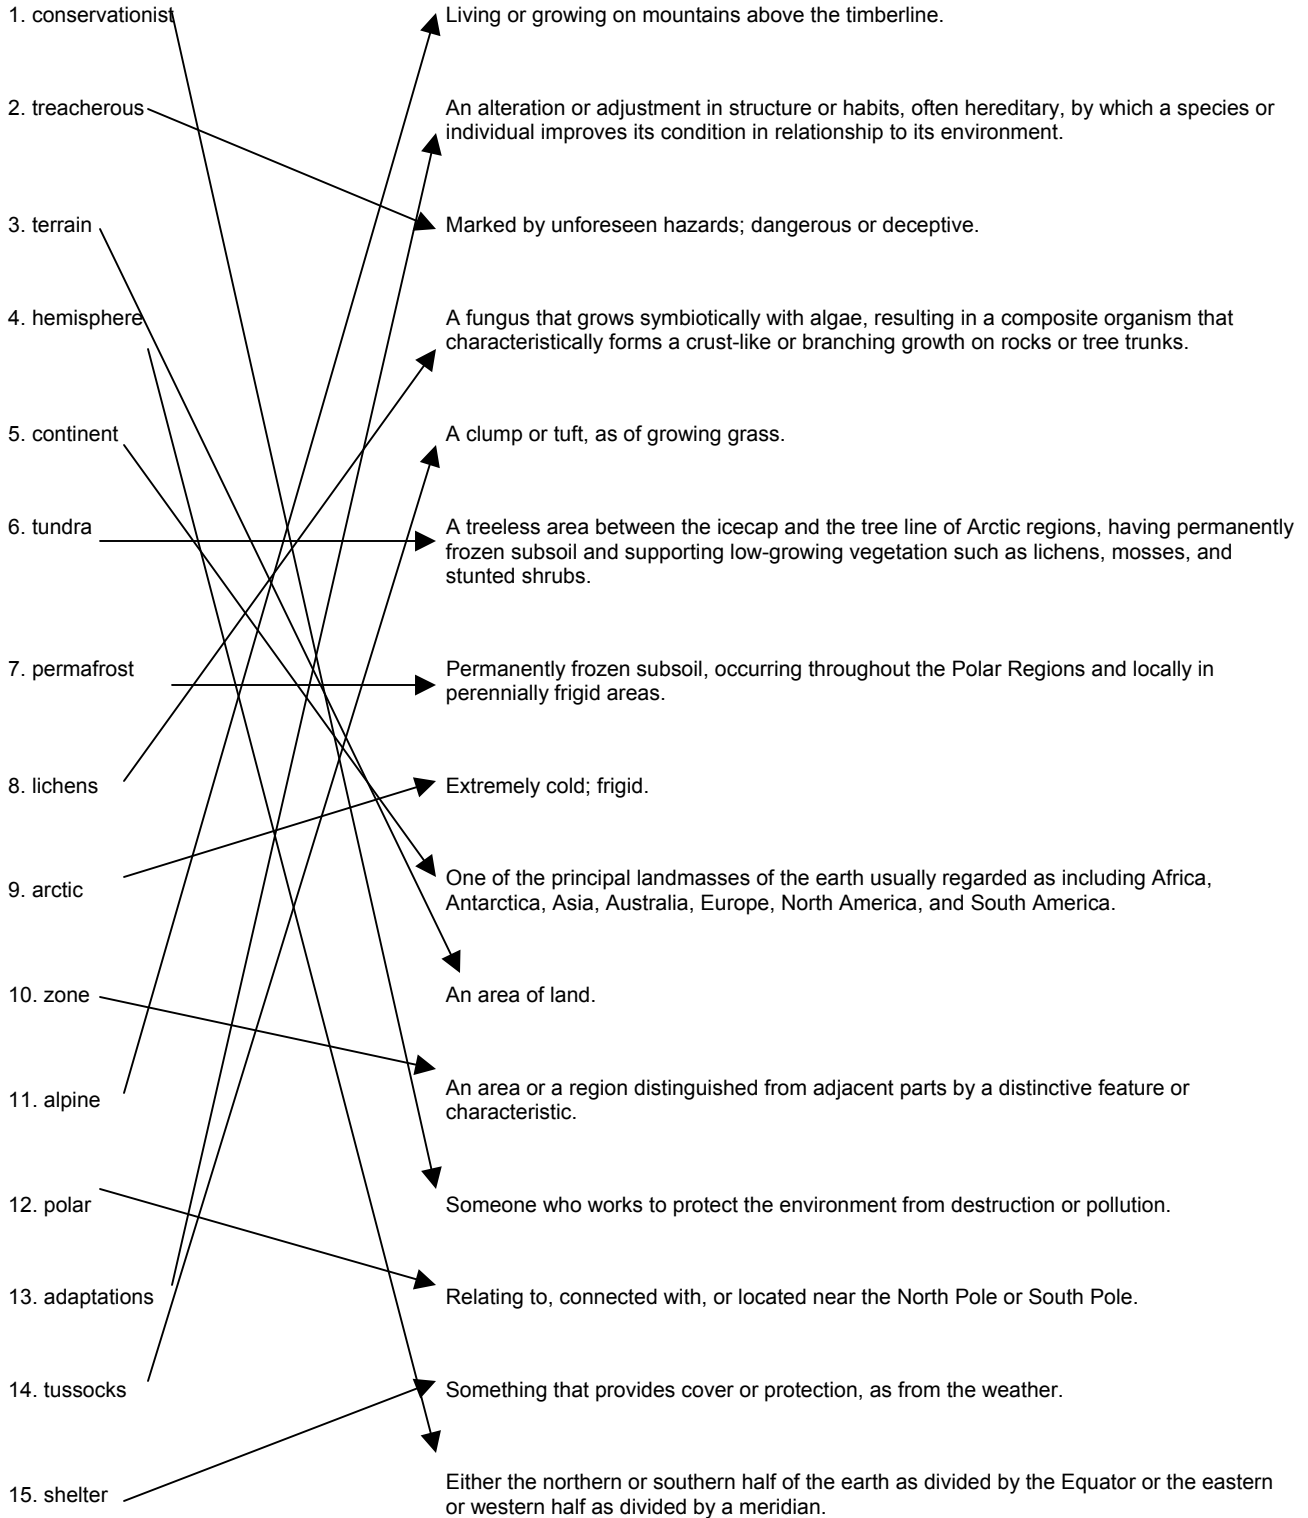 1. conservationist
Living or growing on mountains above the timberline.
2. treacherous
An alteration or adjustment in structure or habits, often hereditary, by which a species or
individual improves its condition in relationship to its environment.
3. terrain
Marked by unforeseen hazards; dangerous or deceptive.
4. hemisphere
A fungus that grows symbiotically with algae, resulting in a composite organism that
characteristically forms a crust-like or branching growth on rocks or tree trunks.
5. continent
A clump or tuft, as of growing grass.
6. tundra
A treeless area between the icecap and the tree line of Arctic regions, having permanently
frozen subsoil and supporting low-growing vegetation such as lichens, mosses, and
stunted shrubs.
7. permafrost
Permanently frozen subsoil, occurring throughout the Polar Regions and locally in
perennially frigid areas.
8. lichens
Extremely cold; frigid.
9. arctic
One of the principal landmasses of the earth usually regarded as including Africa,
Antarctica, Asia, Australia, Europe, North America, and South America.
10. zone
An area of land.
11. alpine
An area or a region distinguished from adjacent parts by a distinctive feature or
characteristic.
12. polar
Someone who works to protect the environment from destruction or pollution.
13. adaptations
Relating to, connected with, or located near the North Pole or South Pole.
14. tussocks
Something that provides cover or protection, as from the weather.
15. shelter
Either the northern or southern half of the earth as divided by the Equator or the eastern
or western half as divided by a meridian.